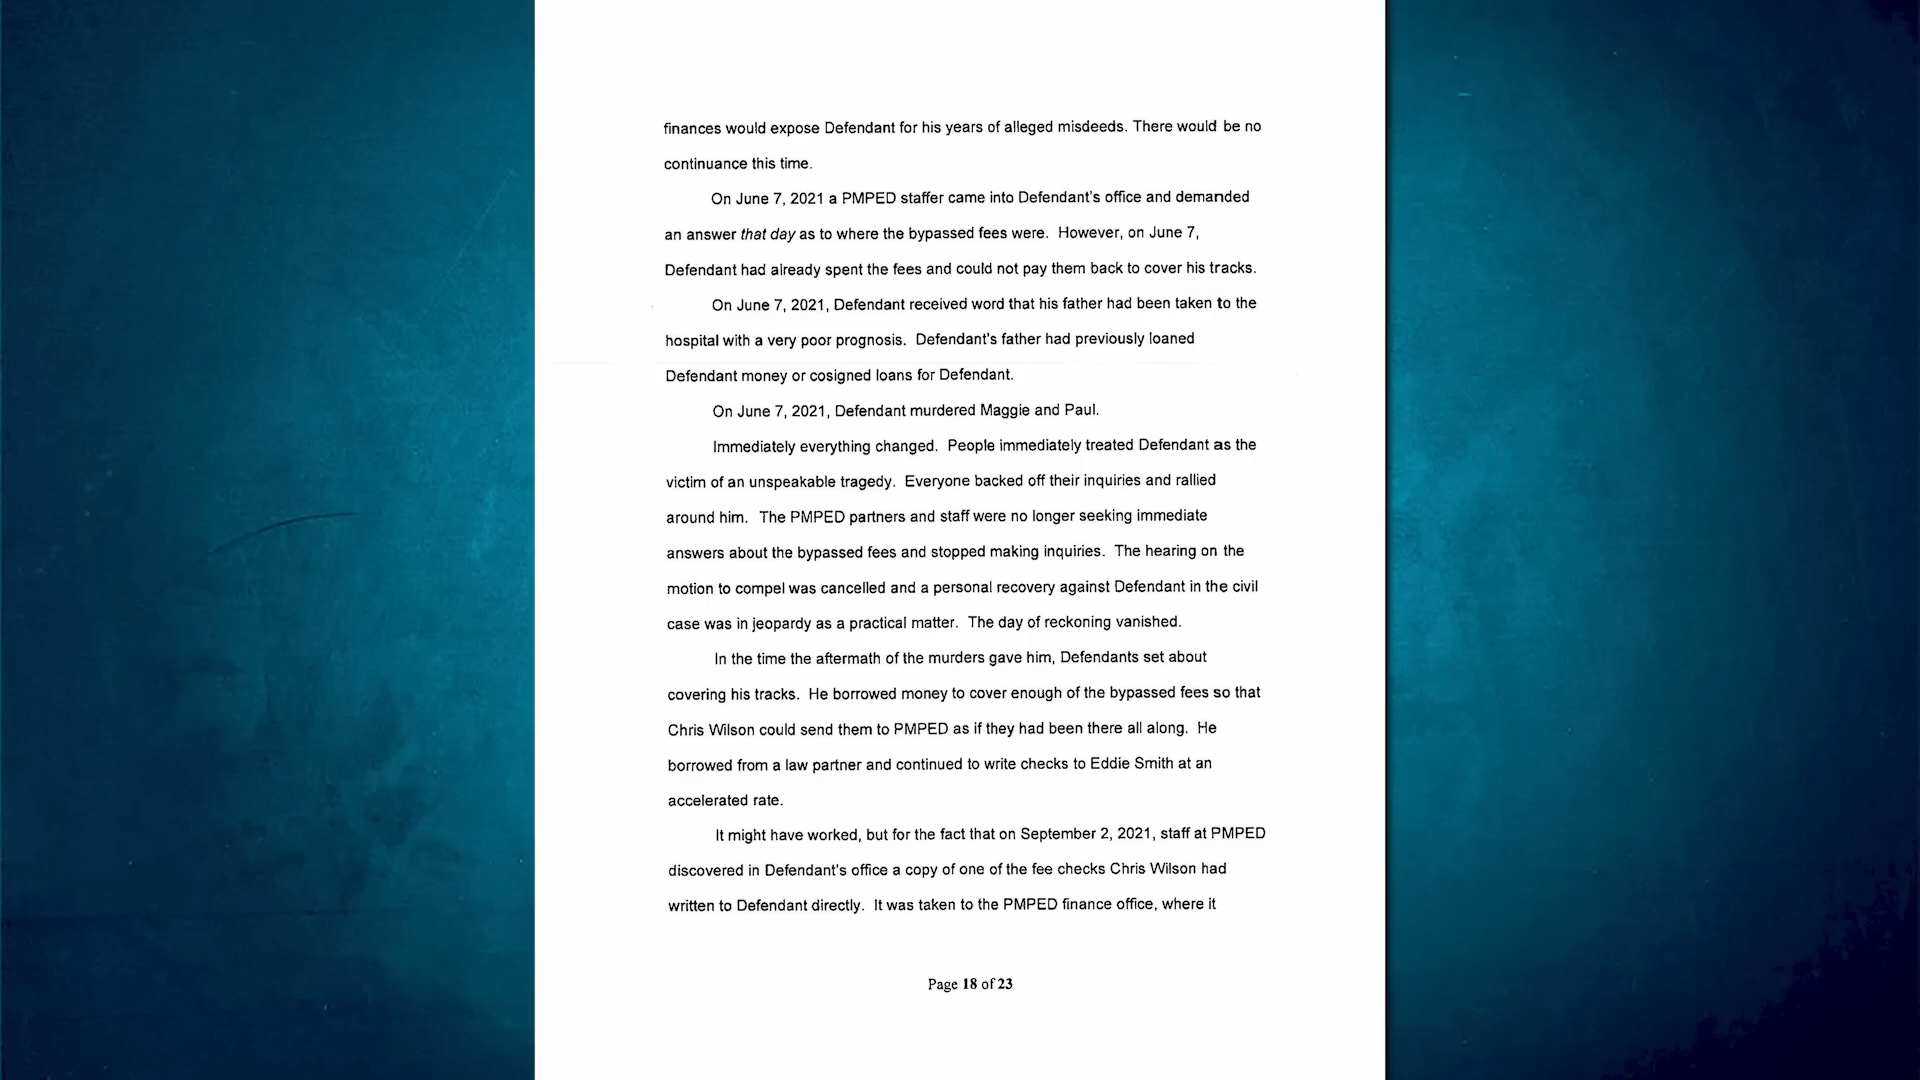 finances would expose Defendant for his years of alleged misdeeds. There would be no
continuance this time.
On June 7, 2021 a PMPED staffer came into Defendant's office and demanded
an answer that day as to where the bypassed fees were. However, on June 7,
Defendant had already spent the fees and could not pay them back to cover his tracks.
On June 7, 2021, Defendant received word that his father had been taken to the
hospital with a very poor prognosis. Defendant's father had previously loaned
Defendant money or cosigned loans for Defendant.
On June 7, 2021, Defendant murdered Maggie and Paul.
Immediately everything changed. People immediately treated Defendant as the
victim of an unspeakable tragedy. Everyone backed off their inquiries and rallied
around him. The PMPED partners and staff were no longer seeking immediate
answers about the bypassed fees and stopped making inquiries. The hearing on the
motion to compel was cancelled and a personal recovery against Defendant in the civil
case was in jeopardy as a practical matter. The day of reckoning vanished.
In the time the aftermath of the murders gave him, Defendants set about
covering his tracks. He borrowed money to cover enough of the bypassed fees so that
Chris Wilson could send them to PMPED as if they had been there all along. He
borrowed from a law partner and continued to write checks to Eddie Smith at an
accelerated rate.
It might have worked, but for the fact that on September 2, 2021, staff at PMPED
discovered in Defendant's office a copy of one of the fee checks Chris Wilson had
written to Defendant directly. It was taken to the PMPED finance office, where it
Page 18 of 23